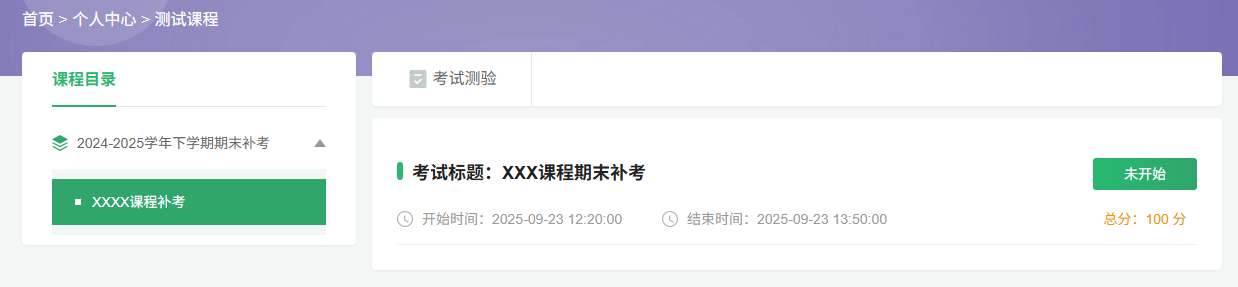 首页 > 个人中心 > 测试课程
课程目录
2024-2025学年下学期期末补考
XXXX课程补考
考试测验
考试标题：XXX课程期末补考
未开始
开始时间：2025-09-23 12:20:00
结束时间：2025-09-23 13:50:00
总分：100 分